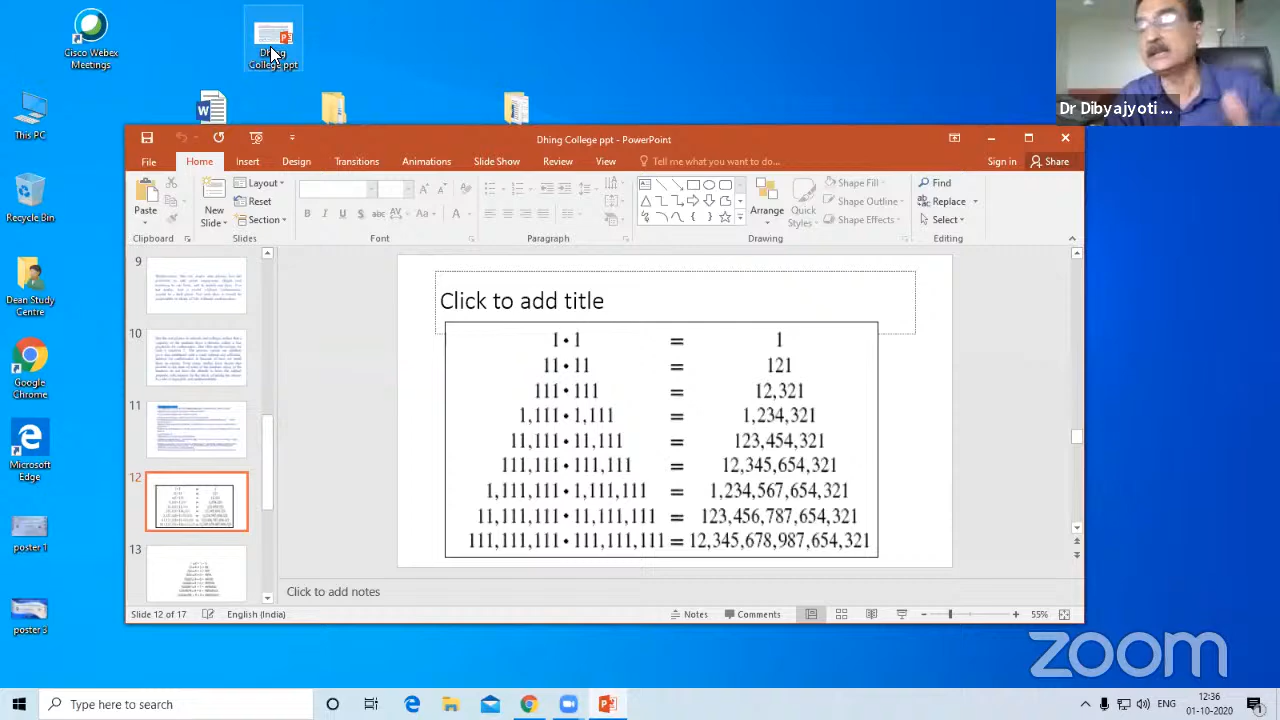 Cisco Webex
Meetings
Dhing
College.ppt
Dr Dibyajyoti ...
This PC
Recycle Bin
Dean Study
Centre
Google
Chrome
Microsoft
Edge
poster 1
poster 3
Dhing College ppt - PowerPoint
File Home Insert Design Transitions Animations Slide Show Review View Tell me what you want to do... Sign in Share
Paste
New
Slide
Layout
Reset
Section
B I U S abc AV Aa A
Arrange
Quick
Styles
Shape Fill
Shape Outline
Shape Effects
Find
Replace
Select
Clipboard Slides Font Paragraph Drawing Editing
9
10
11
12
13
Click to add title
1•1 = 1
11•11 = 121
111•111 = 12,321
1,111•1,111 = 1,234,321
11,111•11,111 = 123,454,321
111,111•111,111 = 12,345,654,321
1,111,111•1,111,111 = 1,234,567,654,321
11,111,111•11,111,111 = 123,456,787,654,321
111,111,111•111,111,111 = 12,345,678,987,654,321
Click to add notes
Slide 12 of 17 English (India) Notes Comments 55%
zoom
Type here to search
ENG
12:36
01-10-2020